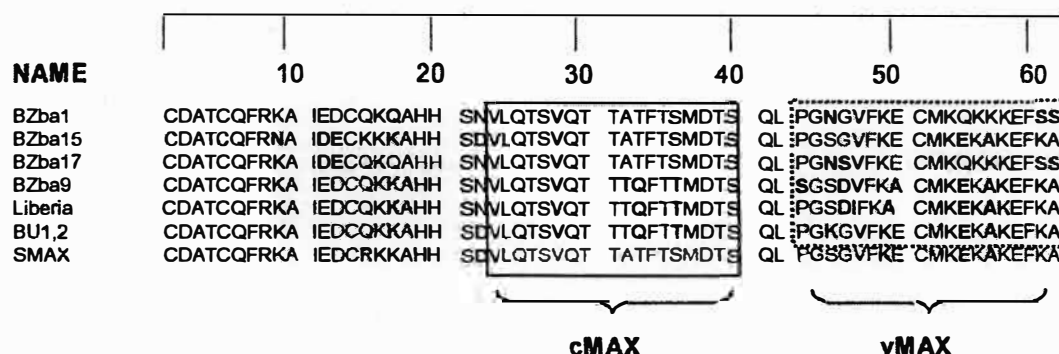 10 20 30 40 50 60
NAME
BZba1 CDATCQFRKA IEDCQKQAHH SNVLQTSVQT TATFTSMDTS QL PGNGVFKE CMKQKKKEFSS
BZba15 CDATCQFRNA IDECKKKAHH SDVLQTSVQT TATFTSMDTS QL PGSGVFKE CMKEKAKEFKA
BZba17 CDATCQFRKA IDECQKQAHH SNVLQTSVQT TATFTSMDTS QL PGNSVFKE CMKQKKKEFSS
BZba9 CDATCQFRKA IEDCQKKAHH SNVLQTSVQT TTQFTTMDTS QL SGSDVFKA CMKEKAKEFKA
Liberia CDATCQFRKA IEDCQKKAHH SNVLQTSVQT TTQFTTMDTS QL PGSDIFKA CMKEKAKEFKA
BU1,2 CDATCQFRKA IEDCQKKAHH SDVLQTSVQT TTQFTTMDTS QL PGKGVFKE CMKEKAKEFKA
SMAX CDATCQFRKA IEDCRKKAHH SDVLQTSVQT TATFTSMDTS QL PGSGVFKE CMKEKAKEFKA
cMAX vMAX